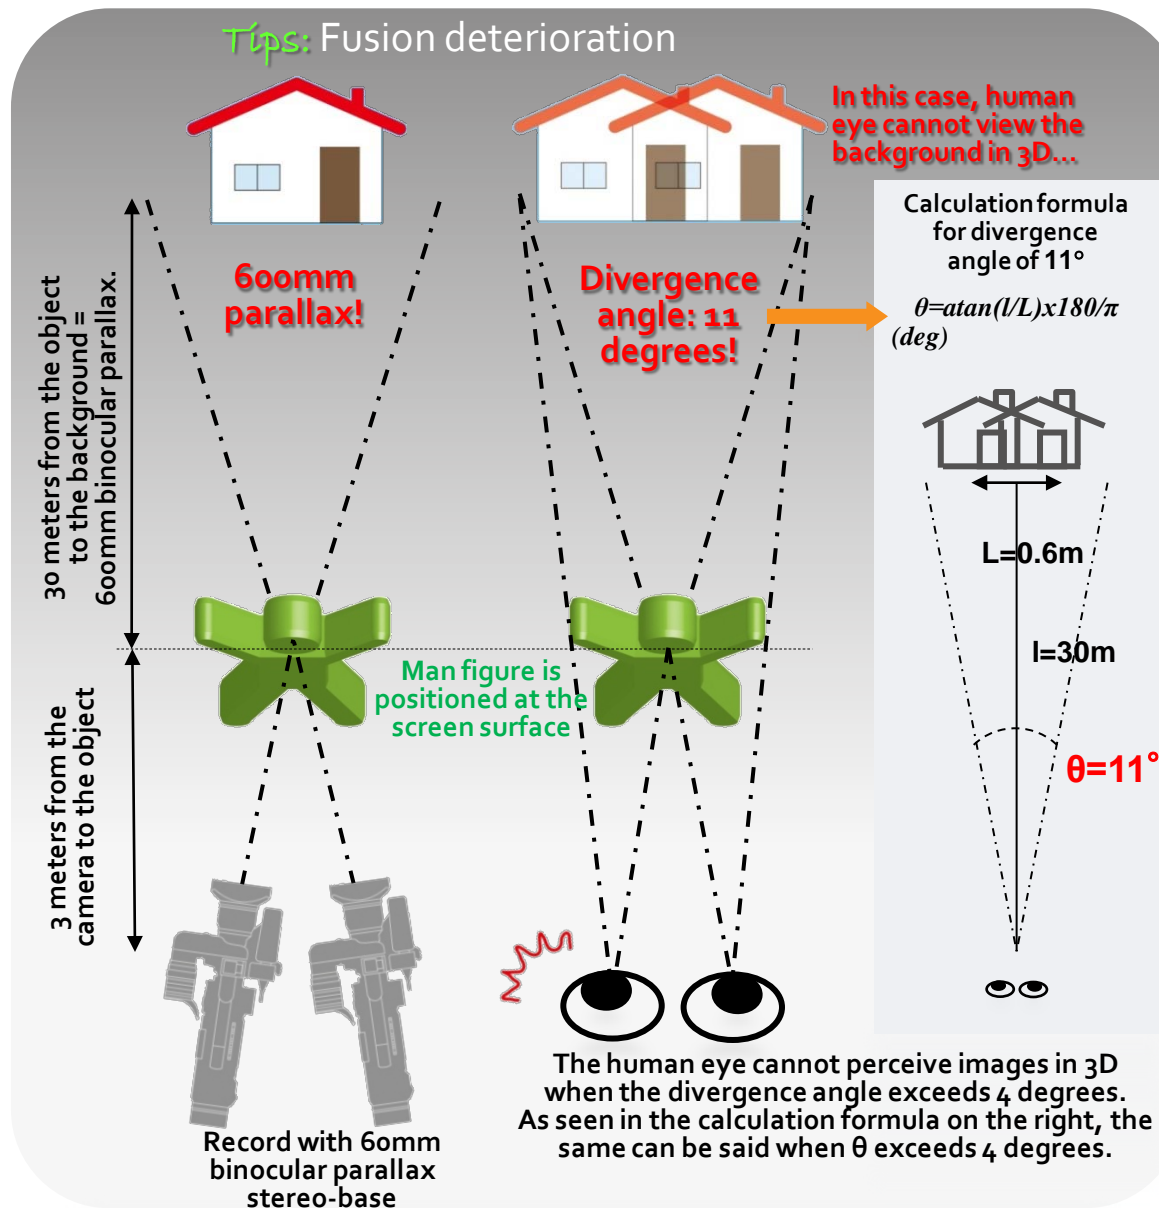 Tips: Fusion deterioration
In this case, human
eye cannot view the
background in 3D...
Calculation formula
for divergence
angle of 11°
θ=atan(l/L)x180/π
(deg)
600mm
parallax!
Divergence
angle: 11
degrees!
30 meters from the object
to the background =
600mm binocular parallax.
L=0.6m
l=30m
θ=11°
Man figure is
positioned at the
screen surface
3 meters from the
camera to the object
Record with 60mm
binocular parallax
stereo-base
The human eye cannot perceive images in 3D
when the divergence angle exceeds 4 degrees.
As seen in the calculation formula on the right, the
same can be said when θ exceeds 4 degrees.